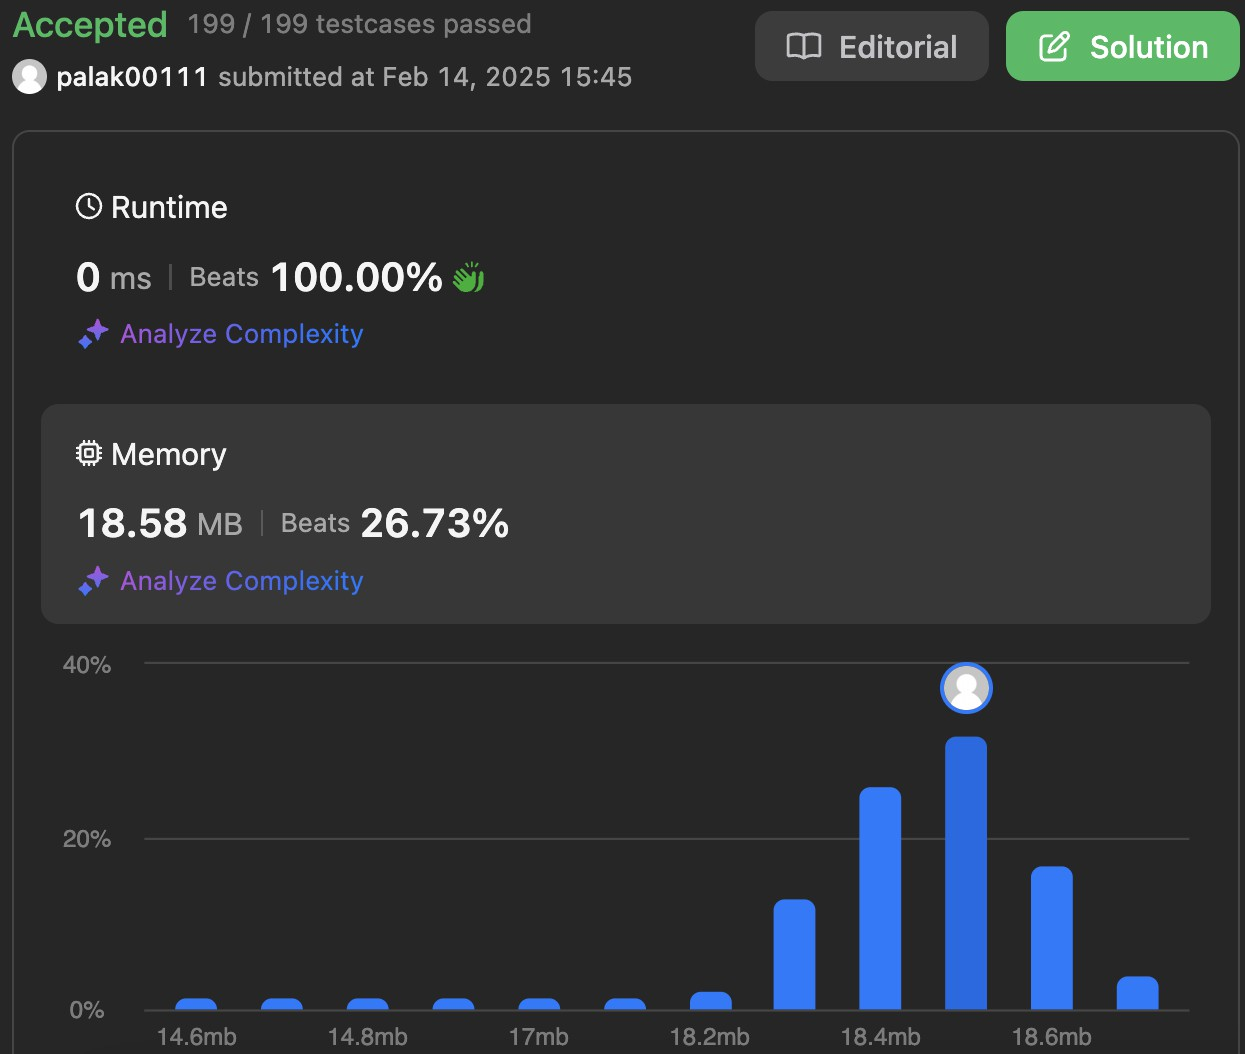 Accepted 199 / 199 testcases passed
Editorial
Solution
palak00111 submitted at Feb 14, 2025 15:45
Runtime
0 ms | Beats 100.00%
Analyze Complexity
Memory
18.58 MB | Beats 26.73%
Analyze Complexity
40%
20%
0%
14.6mb 14.8mb 17mb 18.2mb 18.4mb 18.6mb